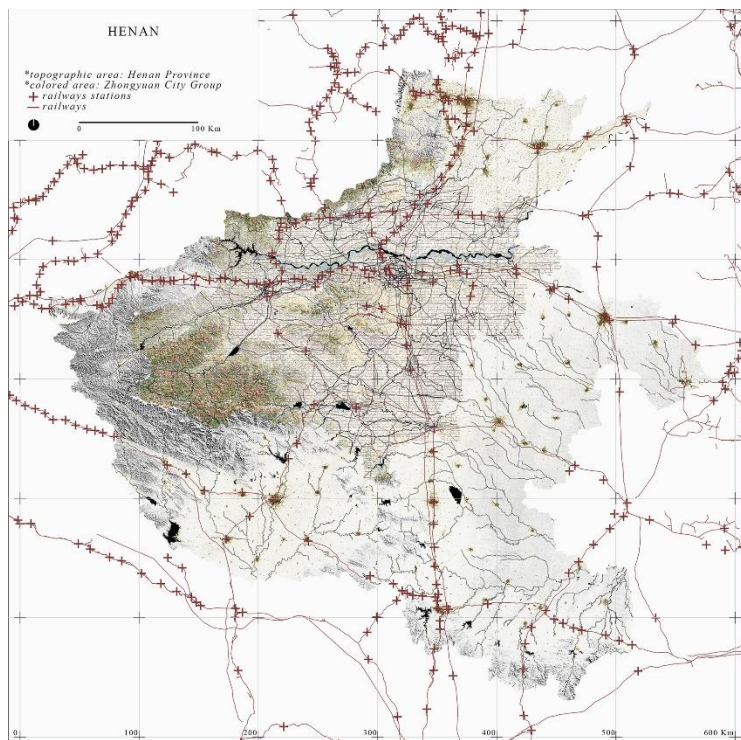 HENAN
*topographic area: Henan Province
*colored area: Zhongyuan City Group
railways stations
railways
0 100 Km
0 100 200 300 400 500 600 Km